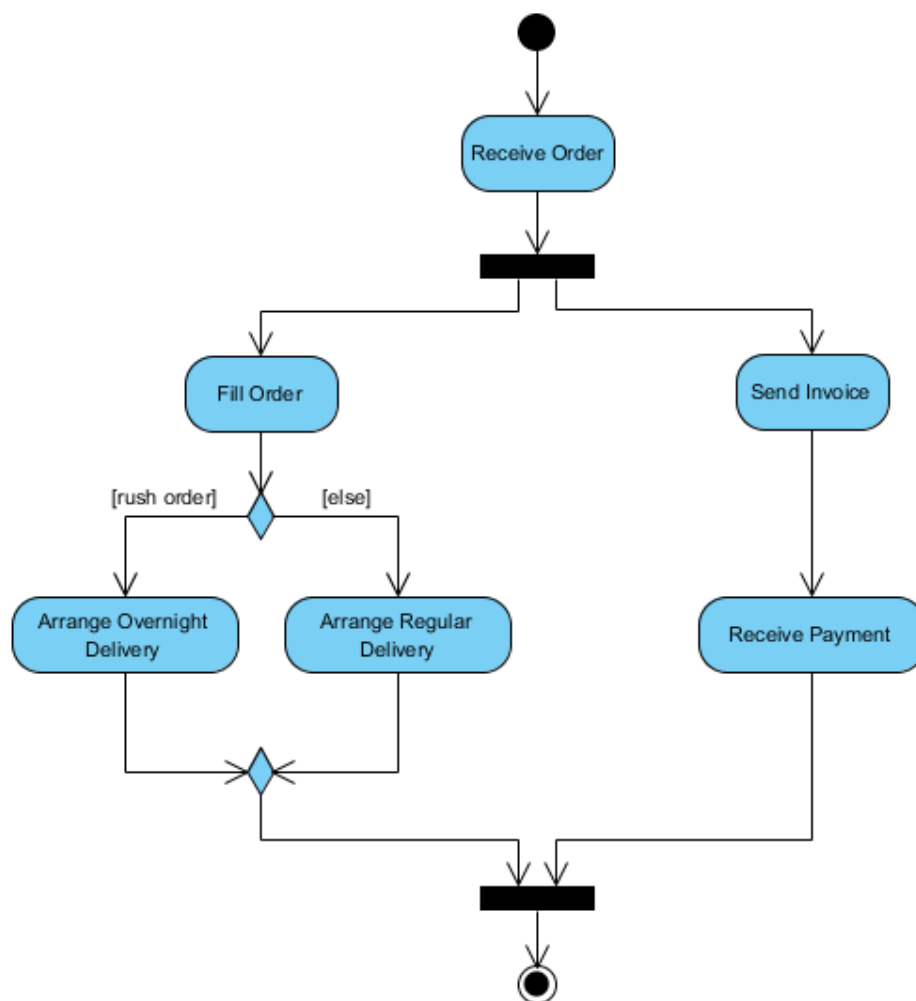 Receive Order
Fill Order
Send Invoice
[rush order]
[else]
Arrange Overnight
Delivery
Arrange Regular
Delivery
Receive Payment